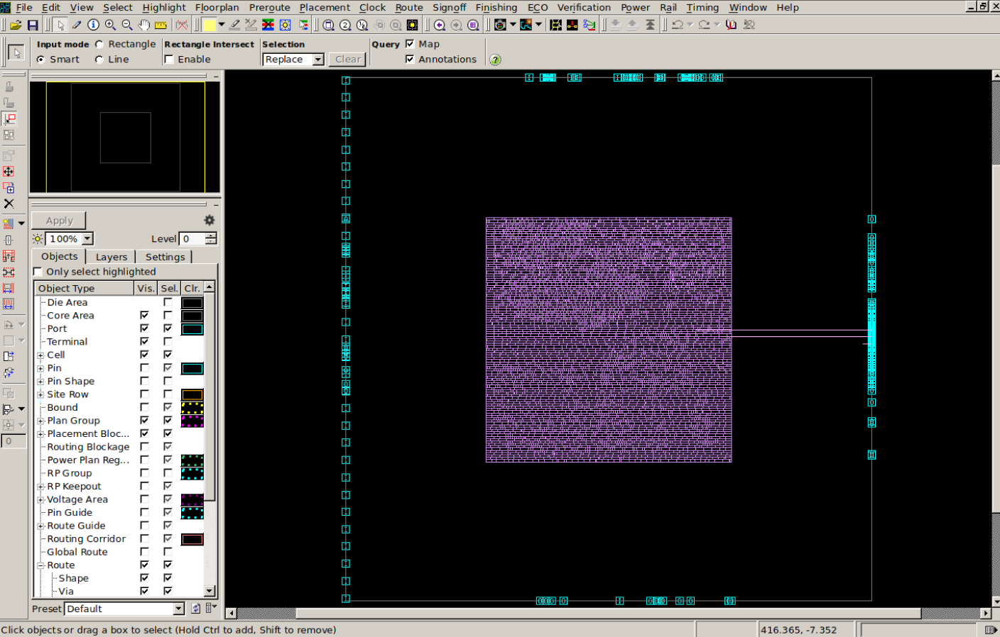 File Edit View Select Highlight Floorplan Preroute Placement Clock Route Signoff Finishing ECO Verification Power Rail Timing Window Help
Input mode Rectangle Rectangle Intersect Selection Query Map
Smart Line Enable Replace Clear Annotations
Apply
100% Level 0
Objects Layers Settings
Only select highlighted
Object Type Vis. Sel. Clr.
Die Area
Core Area
Port
Terminal
Cell
Pin
Pin Shape
Site Row
Bound
Plan Group
Placement Bloc...
Routing Blockage
Power Plan Reg...
RP Group
RP Keepout
Voltage Area
Pin Guide
Route Guide
Routing Corridor
Global Route
Route
Shape
Via
0
Preset Default
Click objects or drag a box to select (Hold Ctrl to add, Shift to remove)
416.365, -7.352